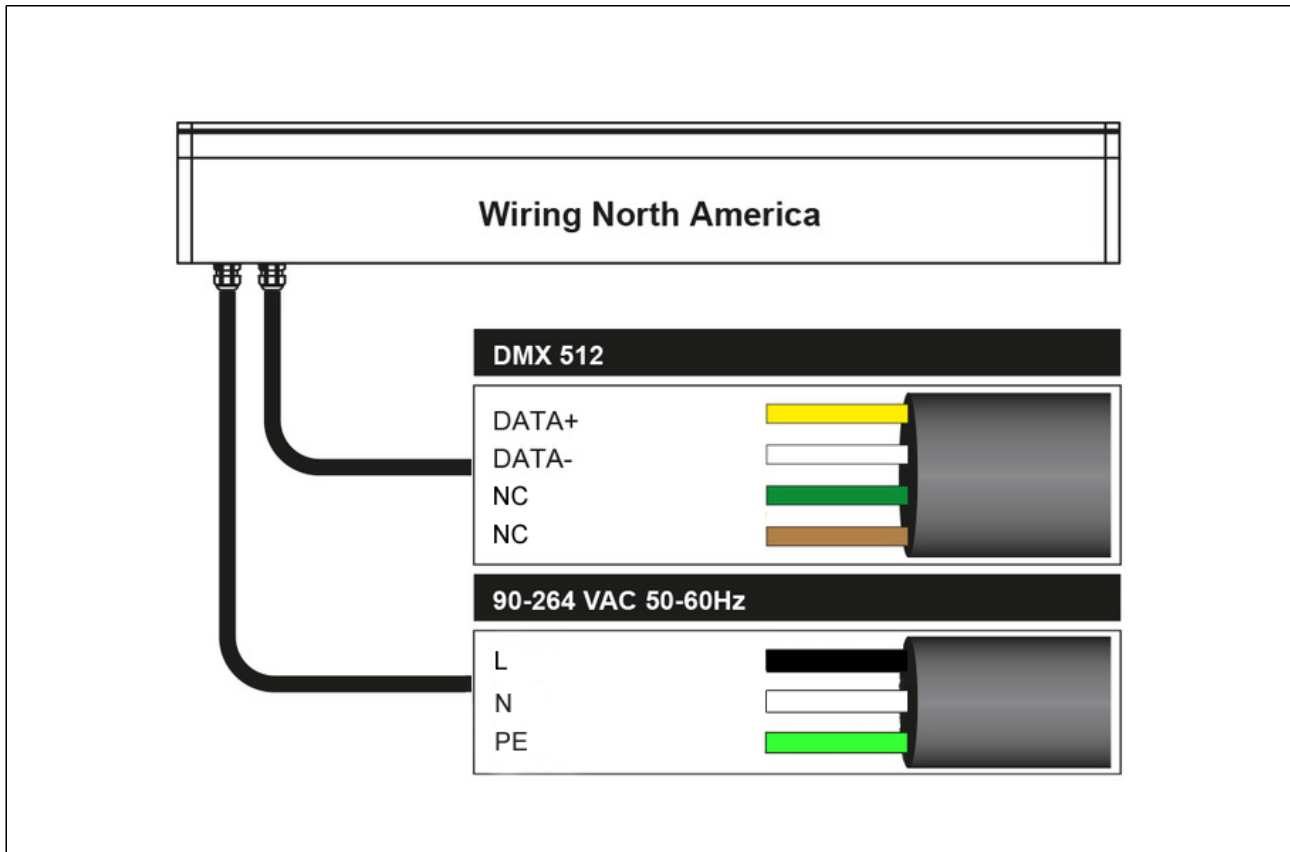 Wiring North America
DMX 512
DATA+
DATA-
NC
NC
90-264 VAC 50-60Hz
L
N
PE